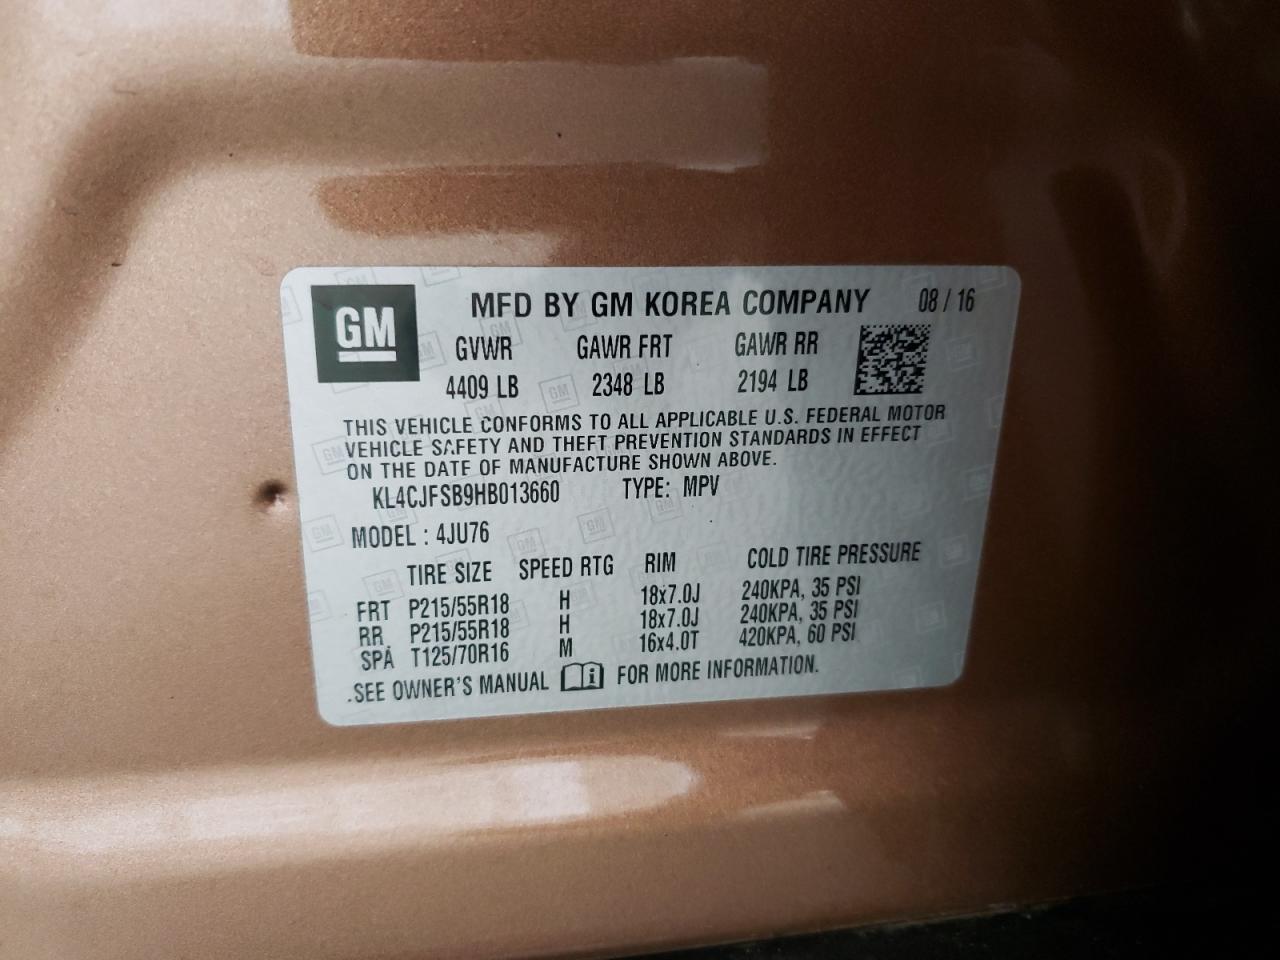 GM
MFD BY GM KOREA COMPANY 08 / 16
GVWR GAWR FRT GAWR RR
4409 LB 2348 LB 2194 LB
THIS VEHICLE CONFORMS TO ALL APPLICABLE U.S. FEDERAL MOTOR
VEHICLE SAFETY AND THEFT PREVENTION STANDARDS IN EFFECT
ON THE DATE OF MANUFACTURE SHOWN ABOVE.
KL4CJFSB9HB013660 TYPE: MPV
MODEL : 4JU76
TIRE SIZE SPEED RTG RIM COLD TIRE PRESSURE
FRT P215/55R18 H 18x7.0J 240KPA, 35 PSI
RR P215/55R18 H 18x7.0J 240KPA, 35 PSI
SPA T125/70R16 M 16x4.0T 420KPA, 60 PSI
SEE OWNER'S MANUAL i FOR MORE INFORMATION.